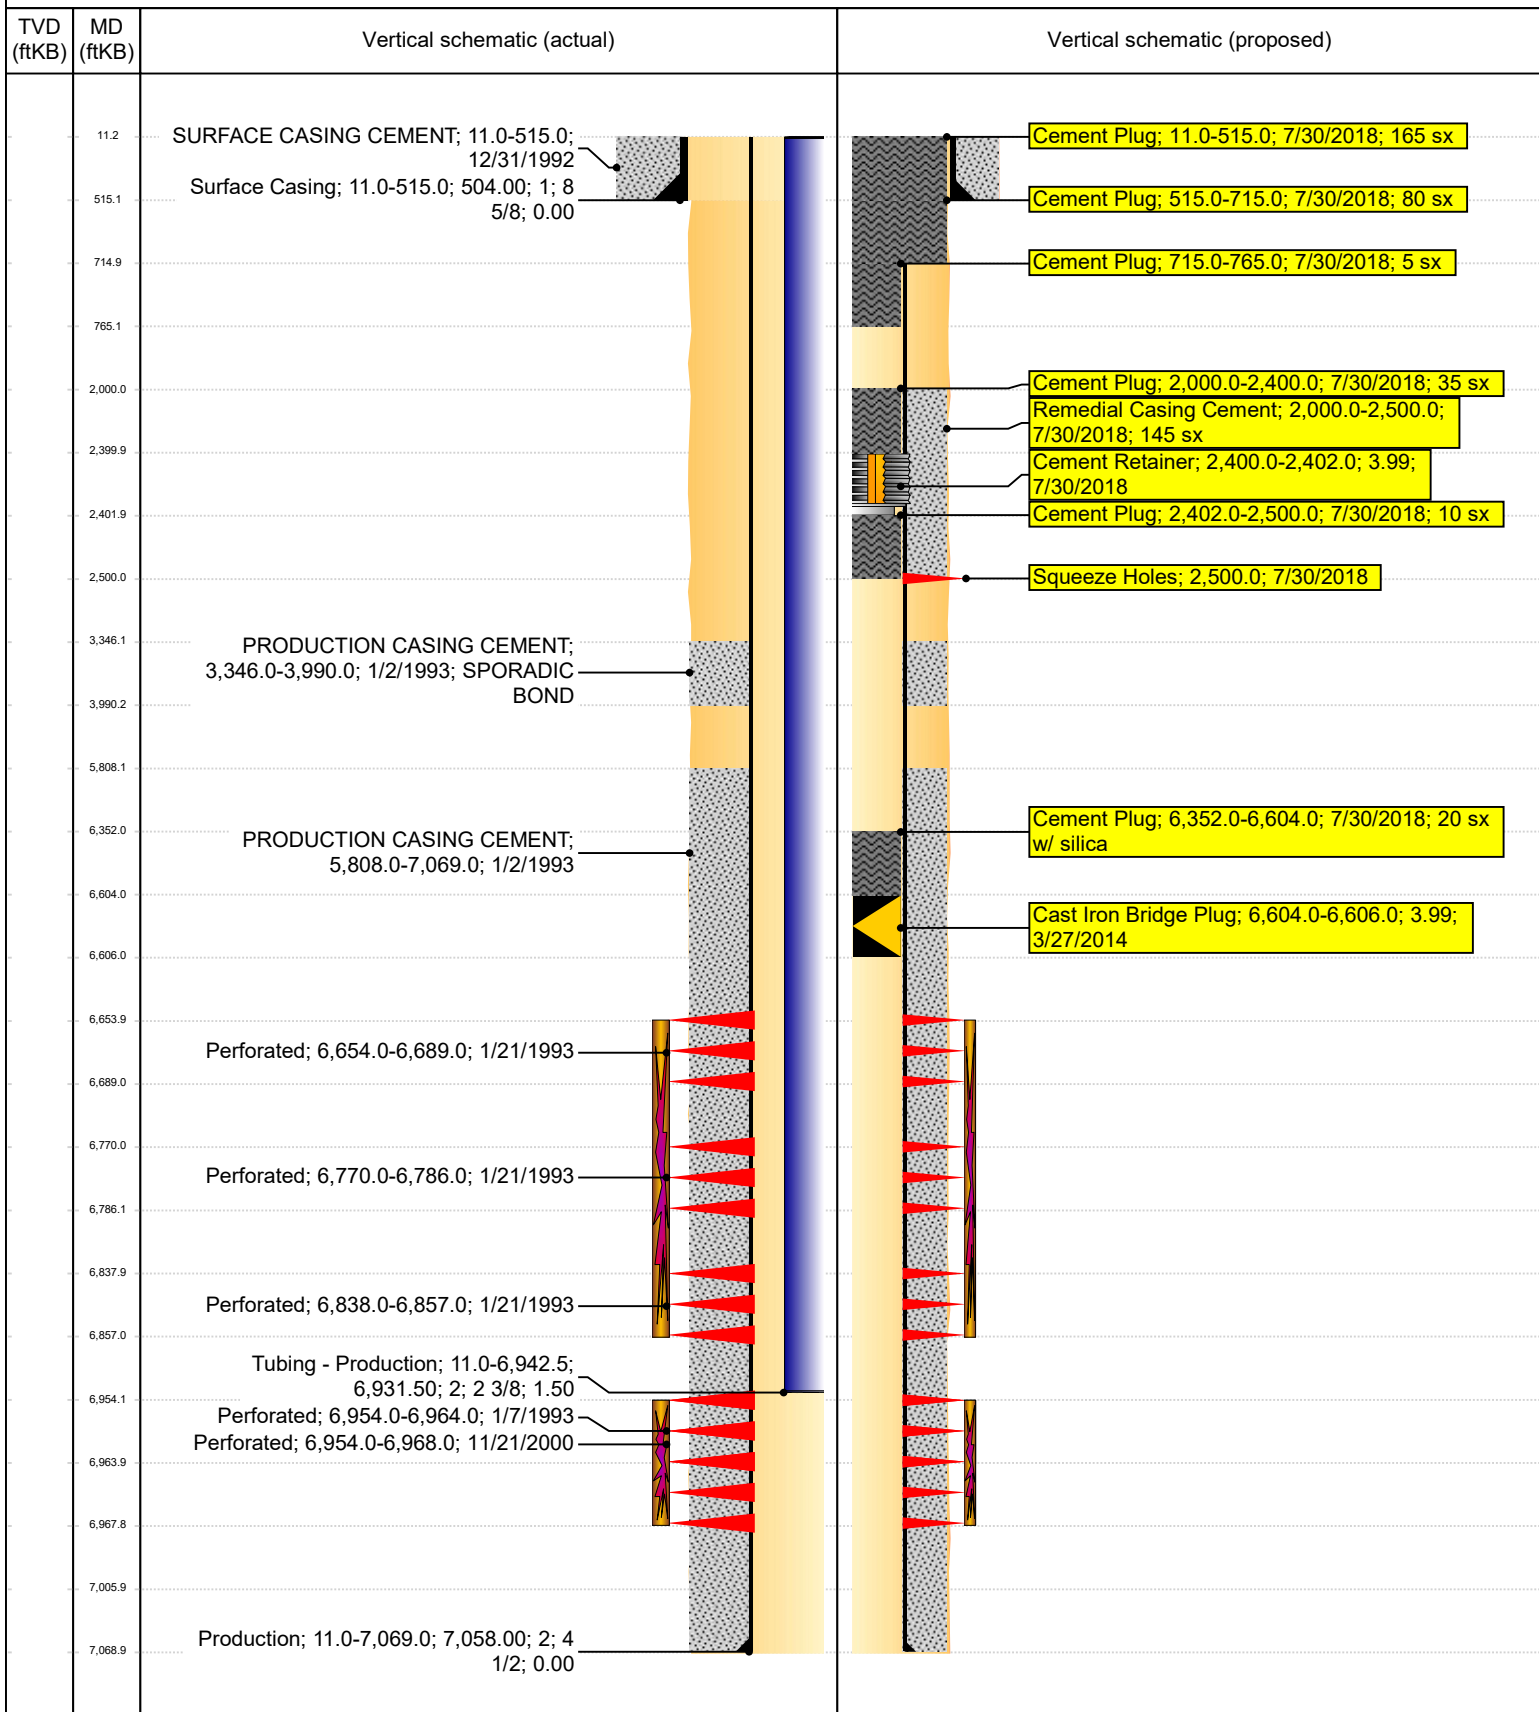 TVD
(ftKB)
MD
(ftKB)
Vertical schematic (actual)
Vertical schematic (proposed)
11.2
515.1
714.9
765.1
2,000.0
2,399.9
2,401.9
2,500.0
3,346.1
3,990.2
5,808.1
6,352.0
6,604.0
6,606.0
6,653.9
6,689.0
6,770.0
6,786.1
6,837.9
6,857.0
6,954.1
6,963.9
6,967.8
7,005.9
7,068.9
SURFACE CASING CEMENT; 11.0-515.0;
12/31/1992
Surface Casing; 11.0-515.0; 504.00; 1; 8
5/8; 0.00
PRODUCTION CASING CEMENT;
3,346.0-3,990.0; 1/2/1993; SPORADIC
BOND
PRODUCTION CASING CEMENT;
5,808.0-7,069.0; 1/2/1993
Perforated; 6,654.0-6,689.0; 1/21/1993
Perforated; 6,770.0-6,786.0; 1/21/1993
Perforated; 6,838.0-6,857.0; 1/21/1993
Tubing - Production; 11.0-6,942.5;
6,931.50; 2; 2 3/8; 1.50
Perforated; 6,954.0-6,964.0; 1/7/1993
Perforated; 6,954.0-6,968.0; 11/21/2000
Production; 11.0-7,069.0; 7,058.00; 2; 4
1/2; 0.00
Cement Plug; 11.0-515.0; 7/30/2018; 165 sx
Cement Plug; 515.0-715.0; 7/30/2018; 80 sx
Cement Plug; 715.0-765.0; 7/30/2018; 5 sx
Cement Plug; 2,000.0-2,400.0; 7/30/2018; 35 sx
Remedial Casing Cement; 2,000.0-2,500.0;
7/30/2018; 145 sx
Cement Retainer; 2,400.0-2,402.0; 3.99;
7/30/2018
Cement Plug; 2,402.0-2,500.0; 7/30/2018; 10 sx
Squeeze Holes; 2,500.0; 7/30/2018
Cement Plug; 6,352.0-6,604.0; 7/30/2018; 20 sx
w/ silica
Cast Iron Bridge Plug; 6,604.0-6,606.0; 3.99;
3/27/2014